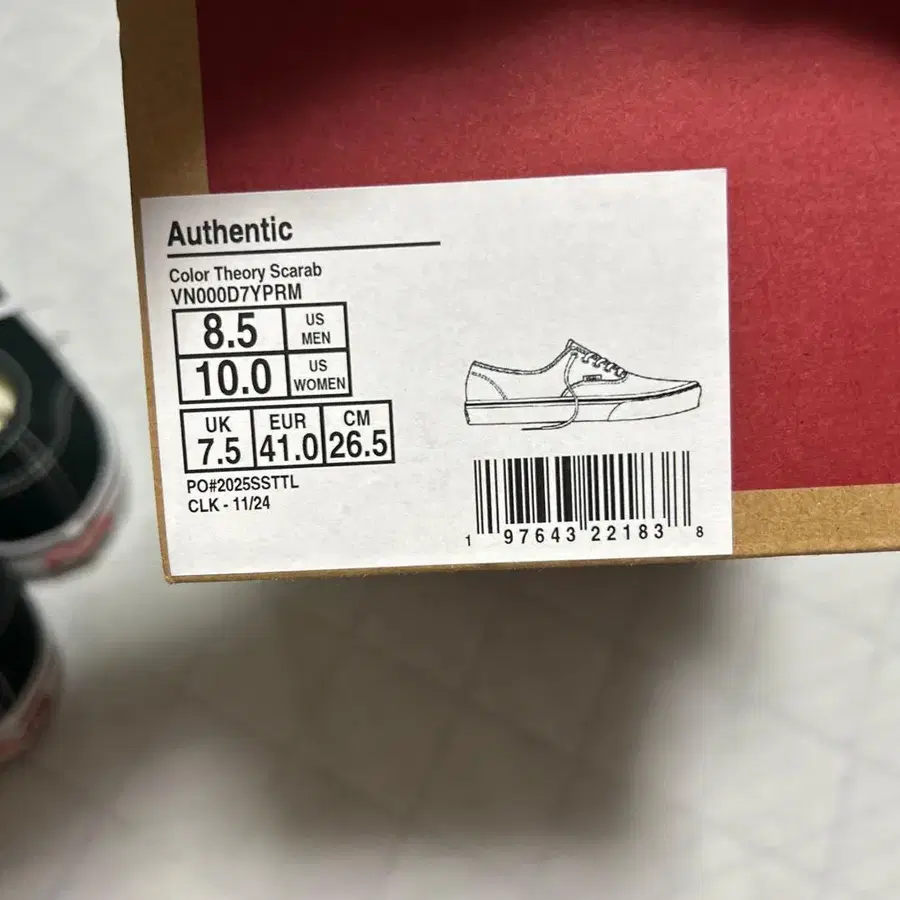 Authentic
Color Theory Scarab
VN000D7YPRM
8.5 US MEN
10.0 US WOMEN
UK EUR CM
7.5 41.0 26.5
PO#2025SSTTL
CLK - 11/24
1 97643 22183 8